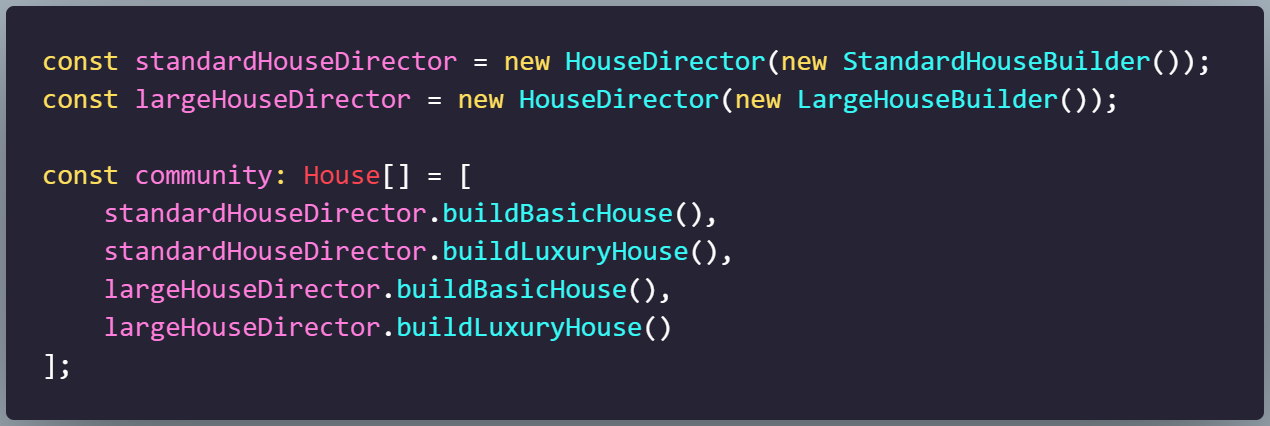 const standardHouseDirector = new HouseDirector(new StandardHouseBuilder());
const largeHouseDirector = new HouseDirector(new LargeHouseBuilder());
const community: House[] = [
standardHouseDirector.buildBasicHouse(),
standardHouseDirector.buildLuxuryHouse(),
largeHouseDirector.buildBasicHouse(),
largeHouseDirector.buildLuxuryHouse()
];